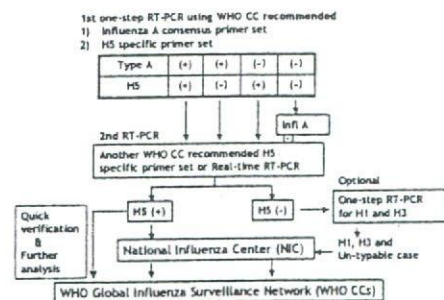 1st one-step RT-PCR using WHO CC recommended
1) Influenza A consensus primer set
2) H5 specific primer set
Type A (+) (+) (-) (-)
H5 (+) (-) (+) (-)
Infl A
(-)
2nd RT-PCR
Another WHO CC recommended H5
specific primer set or Real-time RT-PCR
Optional
One-step RT-PCR
for H1 and H3
H5 (+)
H5 (-)
Quick
verification
&
Further
analysis
National Influenza Center (NIC)
H1, H3 and
Un-typable case
WHO Global Influenza Surveillance Network (WHO CCs)